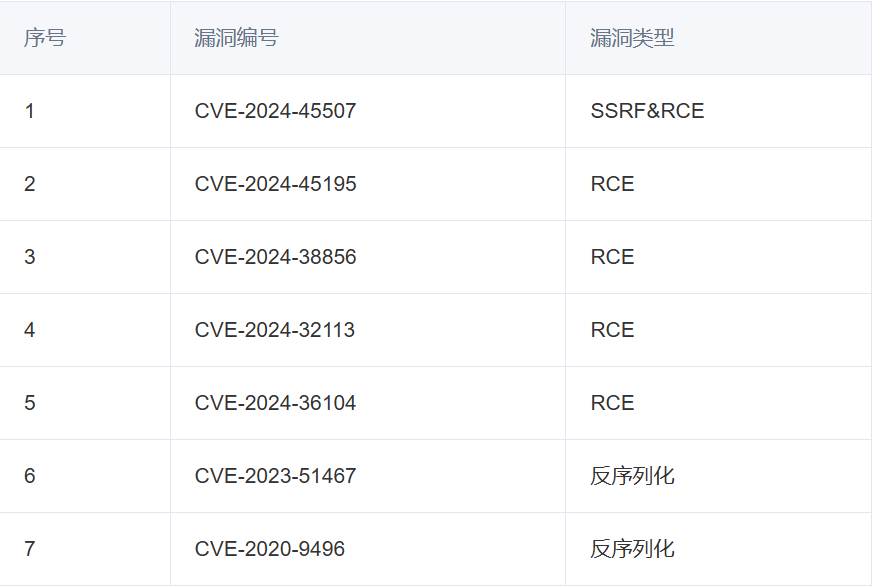 序号 漏洞编号 漏洞类型
1 CVE-2024-45507 SSRF&RCE
2 CVE-2024-45195 RCE
3 CVE-2024-38856 RCE
4 CVE-2024-32113 RCE
5 CVE-2024-36104 RCE
6 CVE-2023-51467 反序列化
7 CVE-2020-9496 反序列化